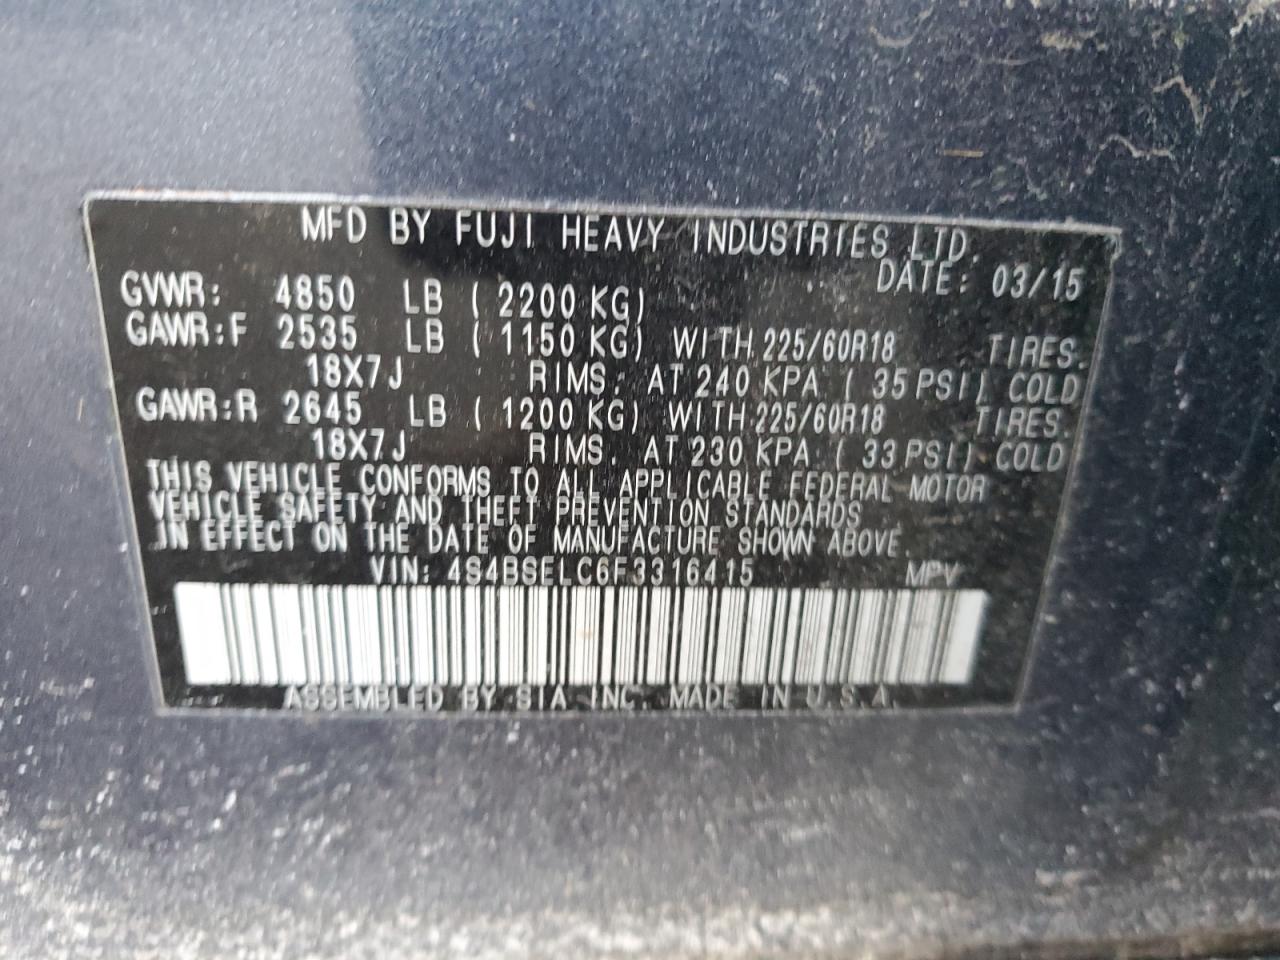 MFD BY FUJI HEAVY INDUSTRIES LTD.
DATE: 03/15
GVWR: 4850 LB ( 2200 KG)
GAWR:F 2535 LB ( 1150 KG) WITH 225/60R18 TIRES.
18X7J RIMS, AT 240 KPA ( 35 PSI) COLD
GAWR:R 2645 LB ( 1200 KG) WITH 225/60R18 TIRES.
18X7J RIMS, AT 230 KPA ( 33 PSI) COLD
THIS VEHICLE CONFORMS TO ALL APPLICABLE FEDERAL MOTOR
VEHICLE SAFETY AND THEFT PREVENTION STANDARDS
IN EFFECT ON THE DATE OF MANUFACTURE SHOWN ABOVE.
VIN: 4S4BSELC6F3316415 MPV
ASSEMBLED BY SIA INC. MADE IN U.S.A.